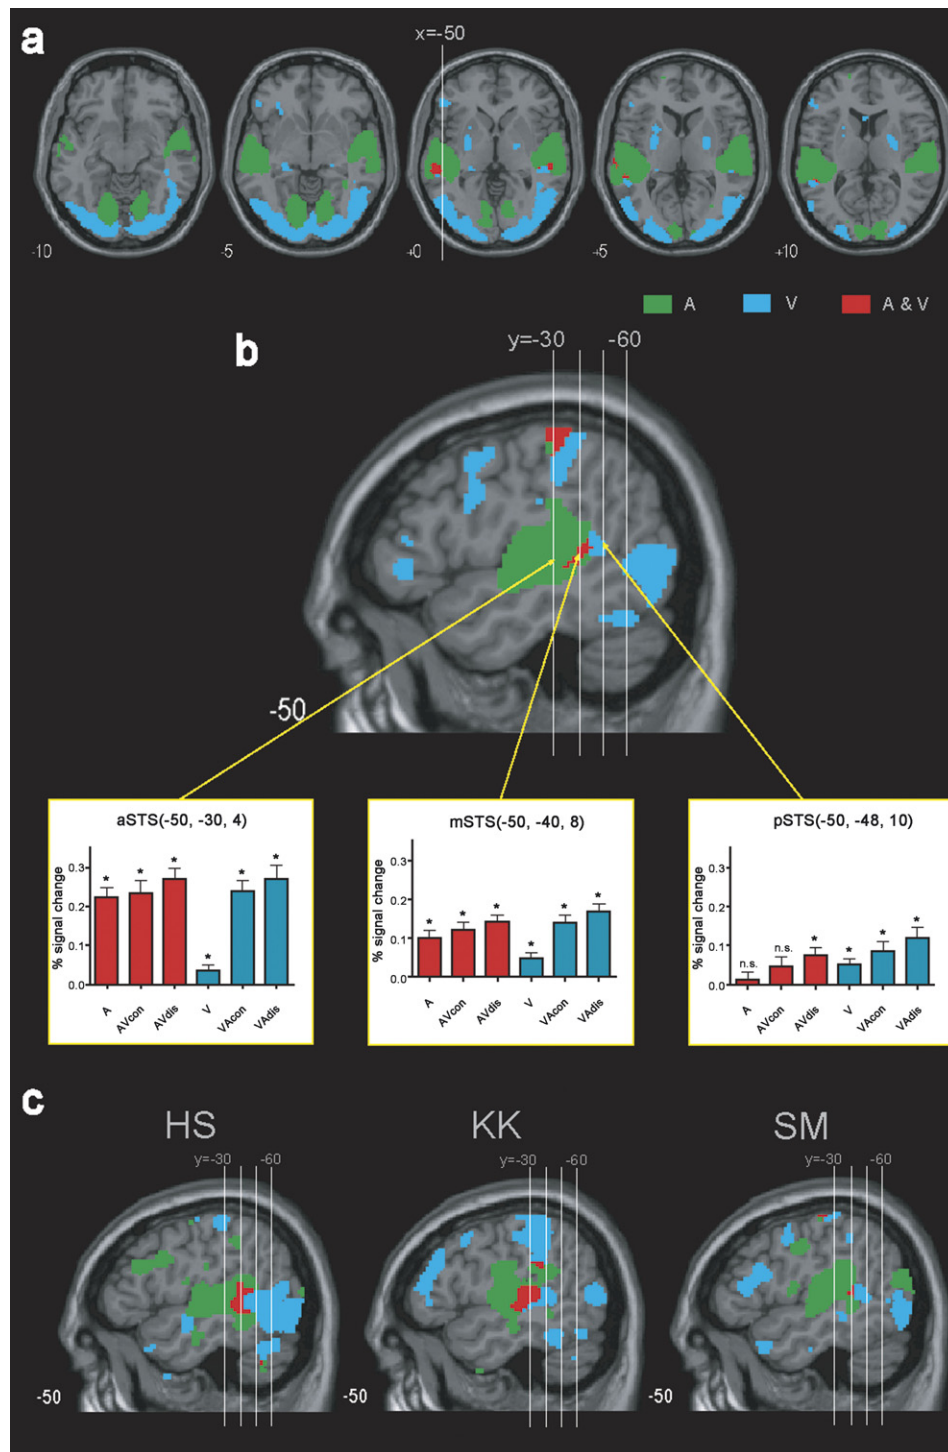 a
x=-50
-10
-5
+0
+5
+10
A
V
A & V
b
y=-30
-60
-50
aSTS(-50, -30, 4)
% signal change
0.3
0.2
0.1
0.0
*
*
*
*
*
*
A
AVcon
AVdis
V
VAcon
VAdis
mSTS(-50, -40, 8)
% signal change
0.3
0.2
0.1
0.0
*
*
*
*
*
*
A
AVcon
AVdis
V
VAcon
VAdis
pSTS(-50, -48, 10)
% signal change
0.3
0.2
0.1
0.0
n.s.
n.s.
*
*
*
*
A
AVcon
AVdis
V
VAcon
VAdis
c
HS
y=-30
-60
-50
KK
y=-30
-60
-50
SM
y=-30
-60
-50